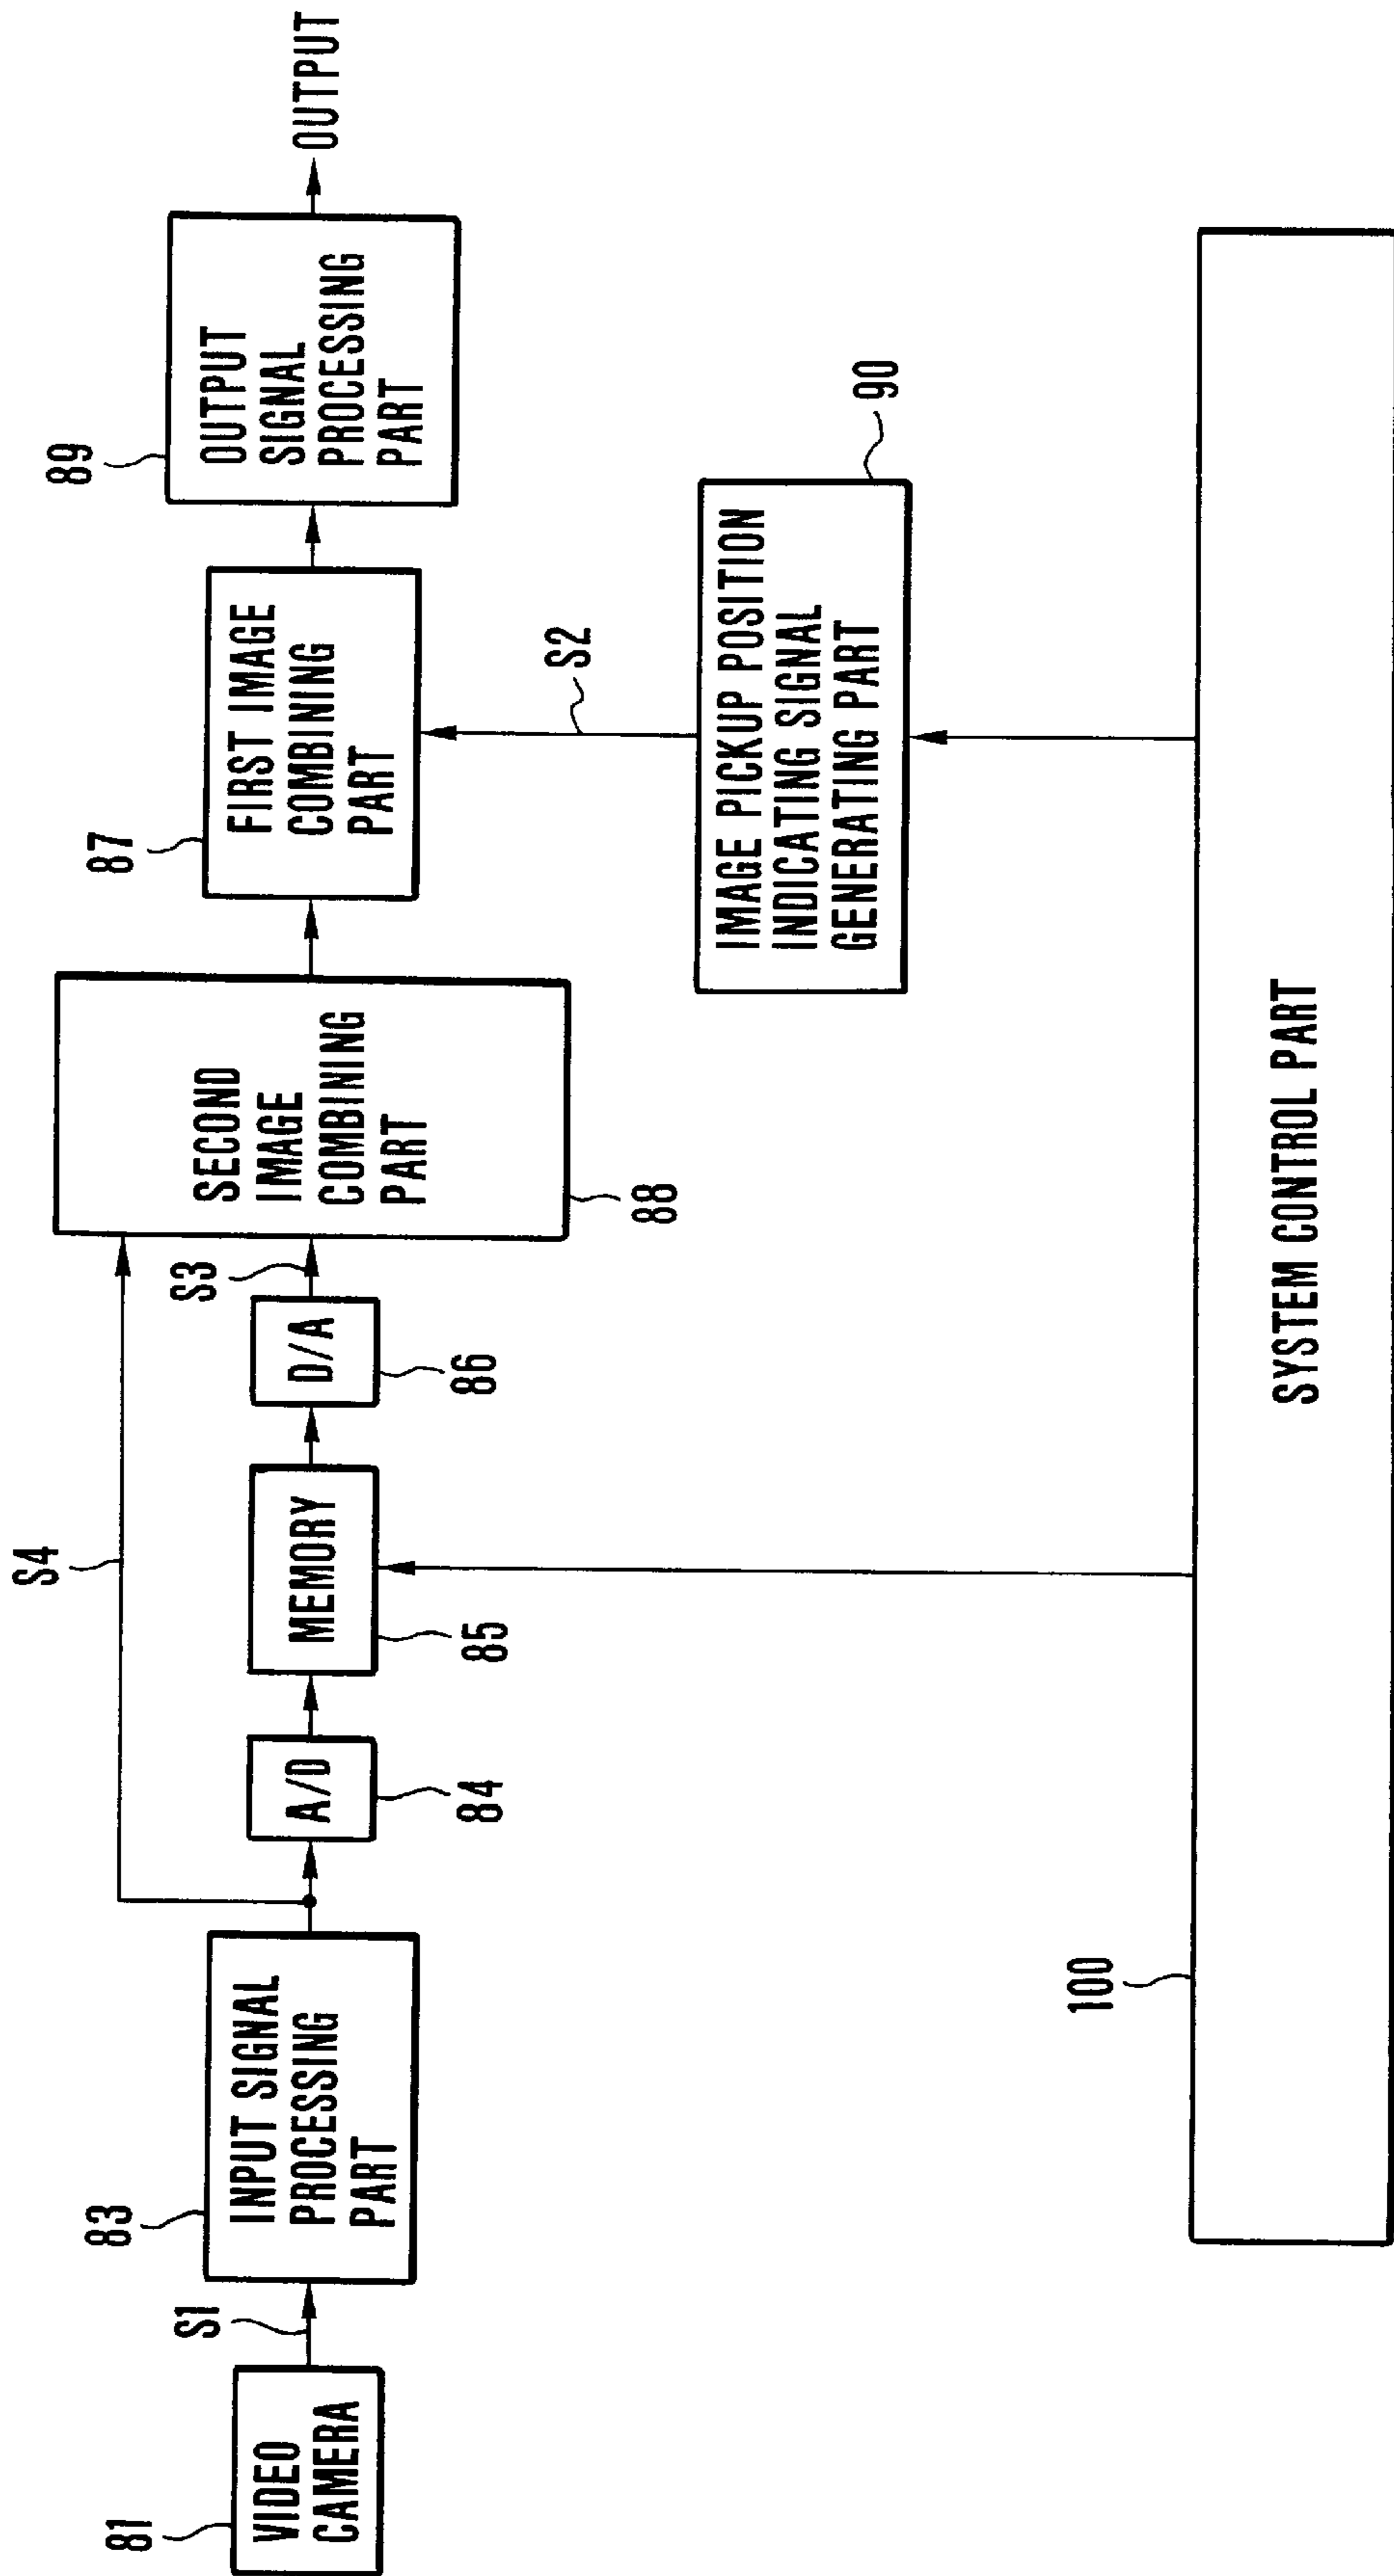 81
VIDEO
CAMERA
S1
83
INPUT SIGNAL
PROCESSING
PART
S4
A/D
84
MEMORY
85
D/A
86
S3
SECOND
IMAGE
COMBINING
PART
88
87
FIRST IMAGE
COMBINING
PART
89
OUTPUT
SIGNAL
PROCESSING
PART
OUTPUT
S2
IMAGE PICKUP POSITION
INDICATING SIGNAL
GENERATING PART
90
100
SYSTEM CONTROL PART